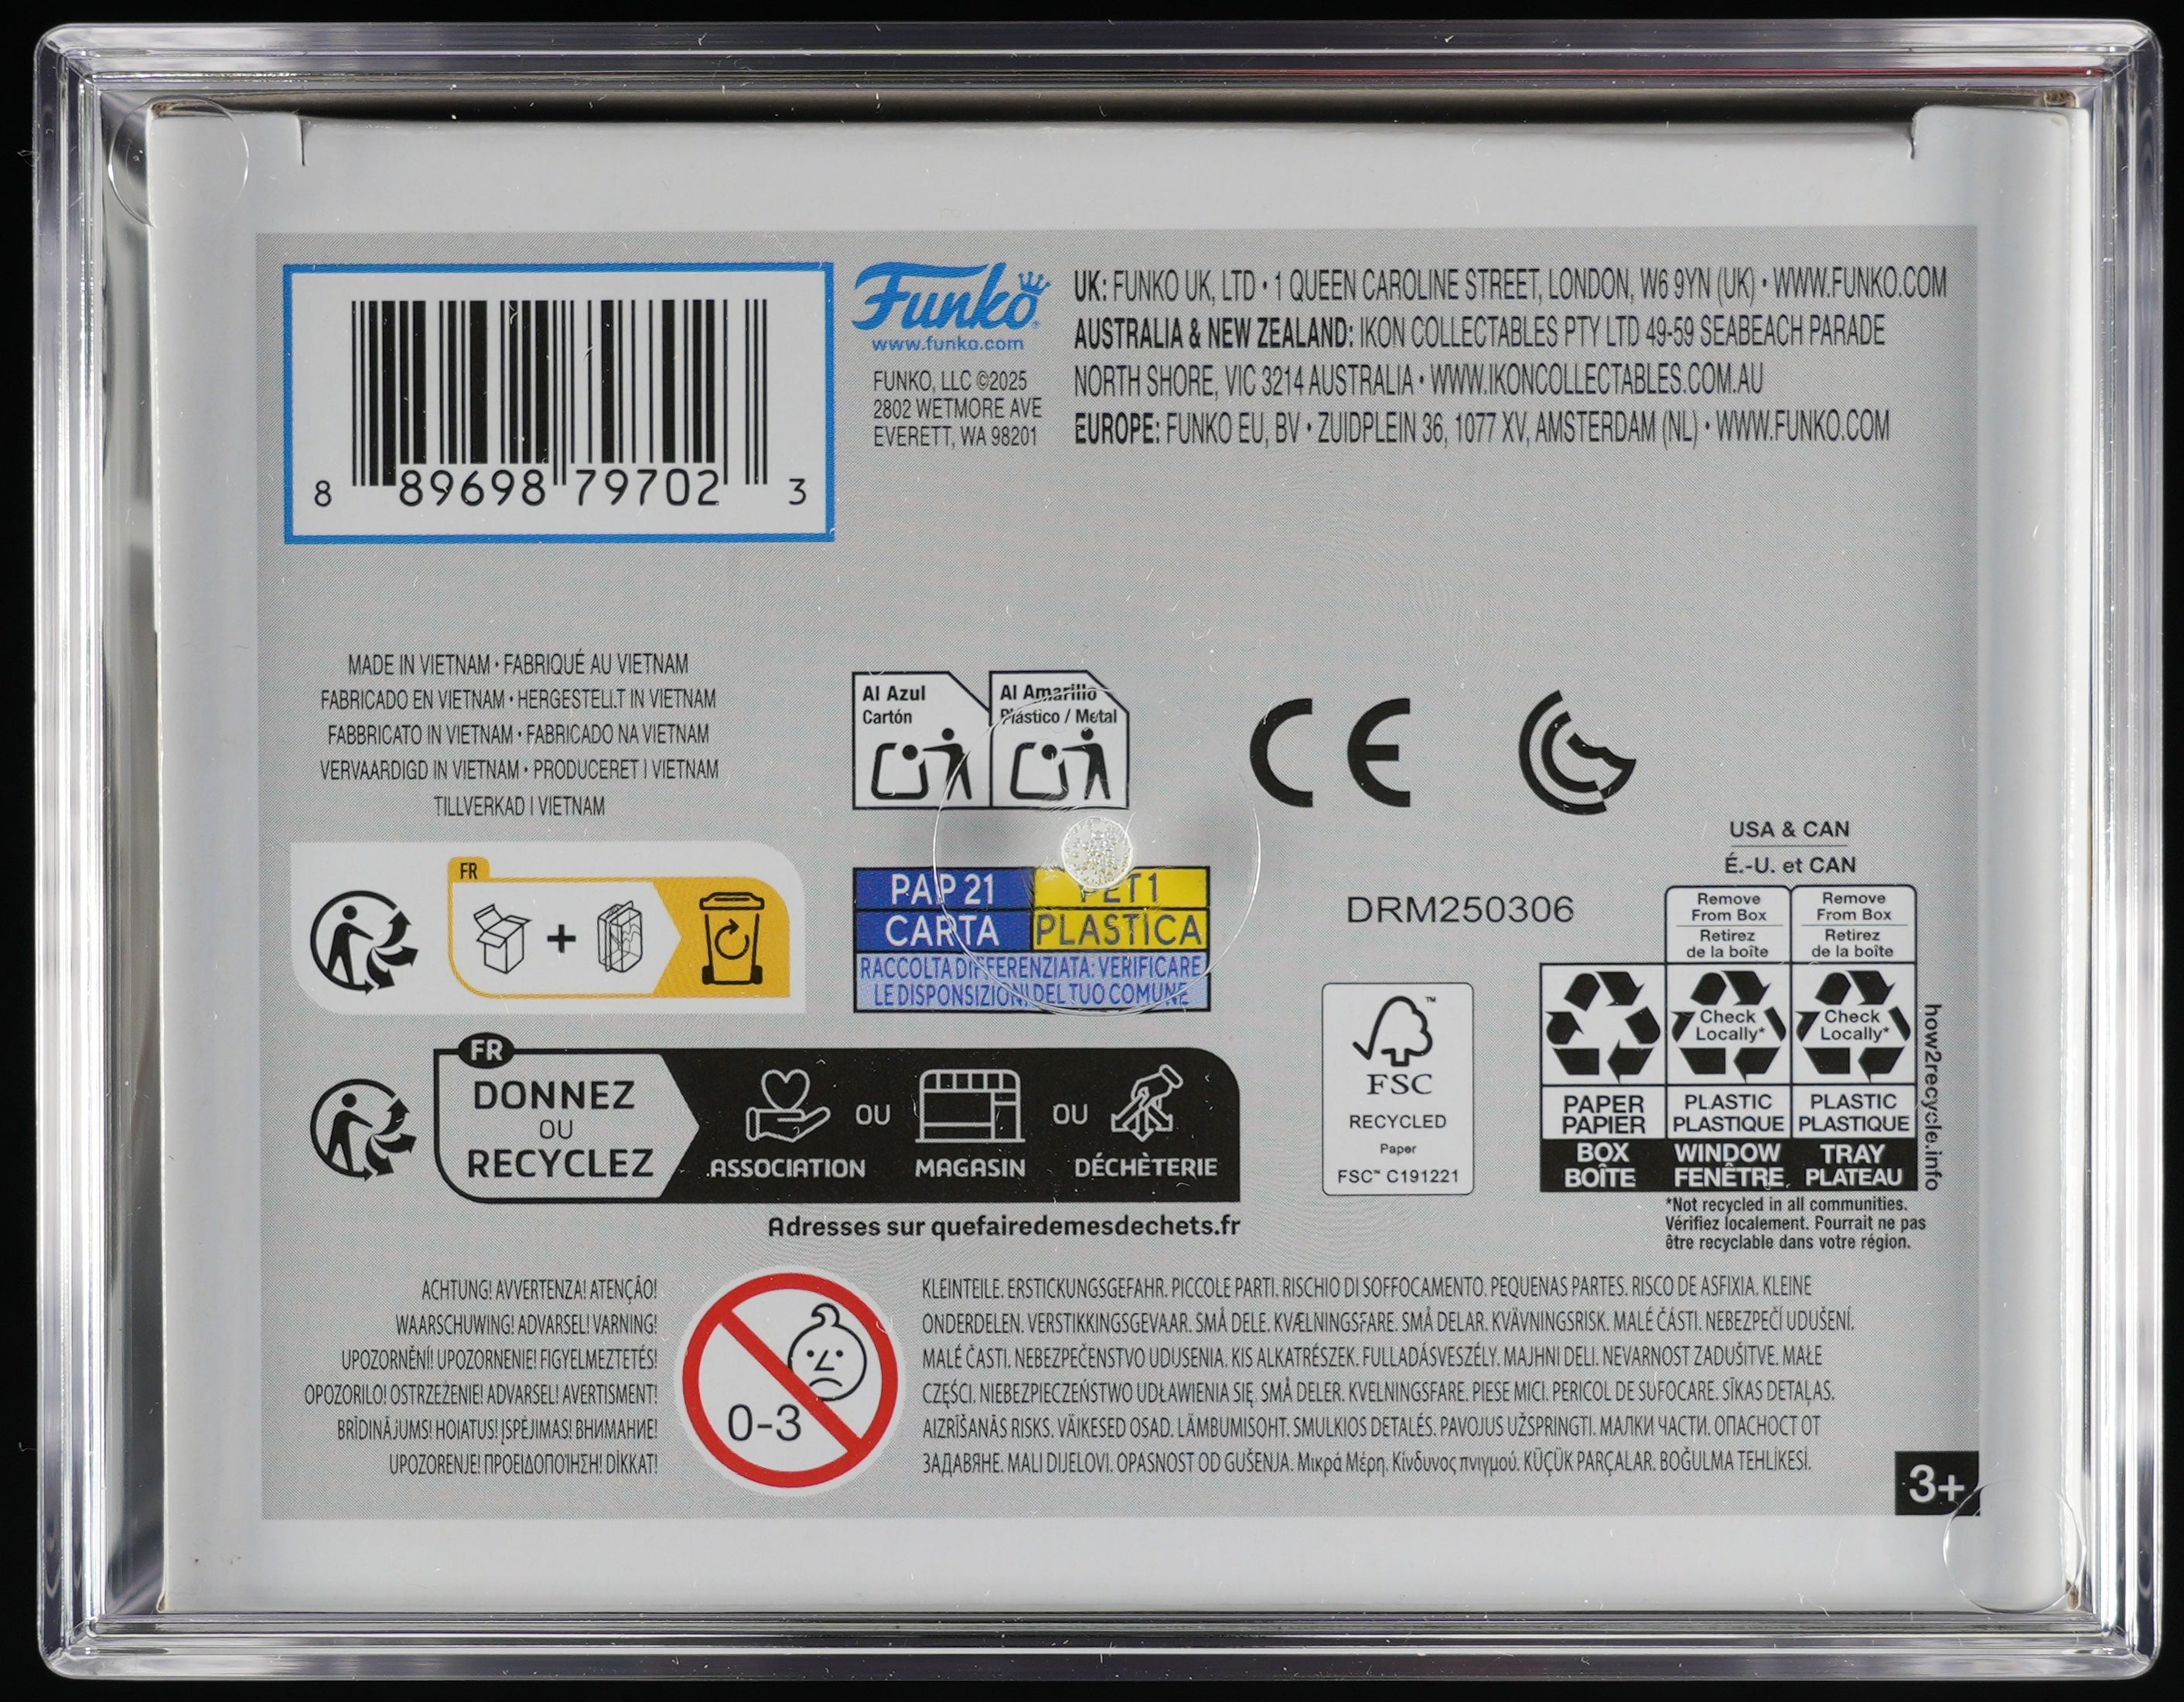 8 89698 79702 3
Funko
www.funko.com
FUNKO, LLC ©2025
2802 WETMORE AVE
EVERETT, WA 98201
UK: FUNKO UK, LTD • 1 QUEEN CAROLINE STREET, LONDON, W6 9YN (UK) • WWW.FUNKO.COM
AUSTRALIA & NEW ZEALAND: IKON COLLECTABLES PTY LTD 49-59 SEABEACH PARADE
NORTH SHORE, VIC 3214 AUSTRALIA • WWW.IKONCOLLECTABLES.COM.AU
EUROPE: FUNKO EU, BV • ZUIDPLEIN 36, 1077 XV, AMSTERDAM (NL) • WWW.FUNKO.COM
MADE IN VIETNAM • FABRIQUÉ AU VIETNAM
FABRICADO EN VIETNAM • HERGESTELLT IN VIETNAM
FABBRICATO IN VIETNAM • FABRICADO NA VIETNAM
VERVAARDIGD IN VIETNAM • PRODUCERET I VIETNAM
TILLVERKAD I VIETNAM
Al Azul
Cartón
Al Amarillo
Plástico / Metal
CE
FR
+
PAP 21
CARTA
PET 1
PLASTICA
RACCOLTA DIFFERENZIATA: VERIFICARE
LE DISPONSIZIONI DEL TUO COMUNE
DRM250306
USA & CAN
É.-U. et CAN
Remove
From Box
Retirez
de la boîte
Remove
From Box
Retirez
de la boîte
Check
Locally*
Check
Locally*
PAPER
PAPIER
PLASTIC
PLASTIQUE
PLASTIC
PLASTIQUE
BOX
BOÎTE
WINDOW
FENÊTRE
TRAY
PLATEAU
how2recycle.info
*Not recycled in all communities.
Vérifiez localement. Pourrait ne pas
être recyclable dans votre région.
FSC™
RECYCLED
Paper
FSC™ C191221
FR
DONNEZ
OU
RECYCLEZ
ASSOCIATION
OU
MAGASIN
OU
DÉCHÈTERIE
Adresses sur quefairedemesdechets.fr
ACHTUNG! AVVERTENZA! ATENÇÃO!
WAARSCHUWING! ADVARSEL! VARNING!
UPOZORNĚNÍ! UPOZORNENIE! FIGYELMEZTETÉS!
OPOZORILO! OSTRZEŻENIE! ADVARSEL! AVERTISMENT!
BRĪDINĀJUMS! HOIATUS! ĮSPĖJIMAS! ВНИМАНИЕ!
UPOZORENJE! ΠΡΟΕΙΔΟΠΟΊΗΣΗ! DİKKAT!
0-3
KLEINTEILE. ERSTICKUNGSGEFAHR. PICCOLE PARTI. RISCHIO DI SOFFOCAMENTO. PEQUENAS PARTES. RISCO DE ASFIXIA. KLEINE
ONDERDELEN. VERSTIKKINGSGEVAAR. SMÅ DELE. KVÆLNINGSFARE. SMÅ DELAR. KVÄVNINGSRISK. MALÉ ČÁSTI. NEBEZPEČÍ UDUŠENÍ.
MALÉ ČASTI. NEBEZPEČENSTVO UDUSENIA. KIS ALKATRÉSZEK. FULLADÁSVESZÉLY. MAJHNI DELI. NEVARNOST ZADUŠITVE. MAŁE
CZĘŚCI. NIEBEZPIECZEŃSTWO UDŁAWIENIA SIĘ. SMÅ DELER. KVELNINGSFARE. PIESE MICI. PERICOL DE SUFOCARE. SĪKAS DETAĻAS.
AIZRĪŠANĀS RISKS. VÄIKESED OSAD. LÄMBUMISOHT. SMULKIOS DETALĖS. PAVOJUS UŽSPRINGTI. МАЛКИ ЧАСТИ. ОПАСНОСТ ОТ
ЗАДАВЯНЕ. MALI DIJELOVI. OPASNOST OD GUŠENJA. Μικρά Μέρη. Κίνδυνος πνιγμού. KÜÇÜK PARÇALAR. BOĞULMA TEHLİKESİ.
3+